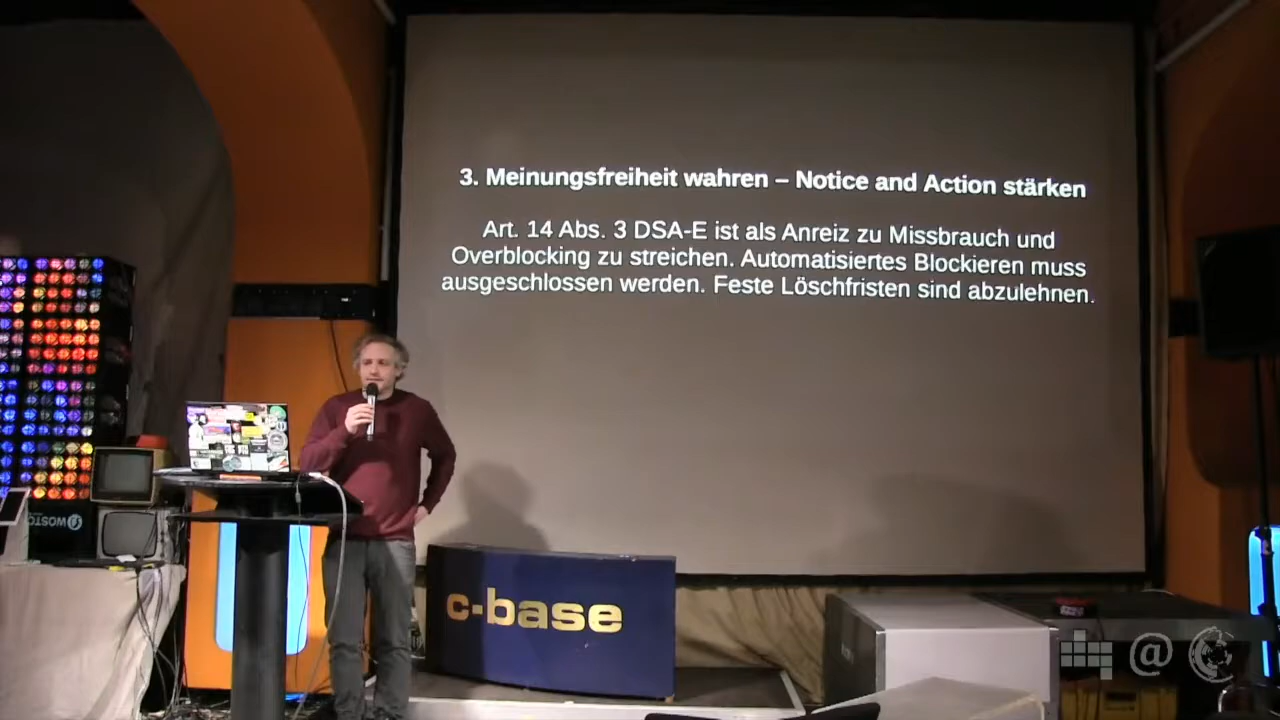 3. Meinungsfreiheit wahren – Notice and Action stärken
Art. 14 Abs. 3 DSA-E ist als Anreiz zu Missbrauch und
Overblocking zu streichen. Automatisiertes Blockieren muss
ausgeschlossen werden. Feste Löschfristen sind abzulehnen.
c-base
@